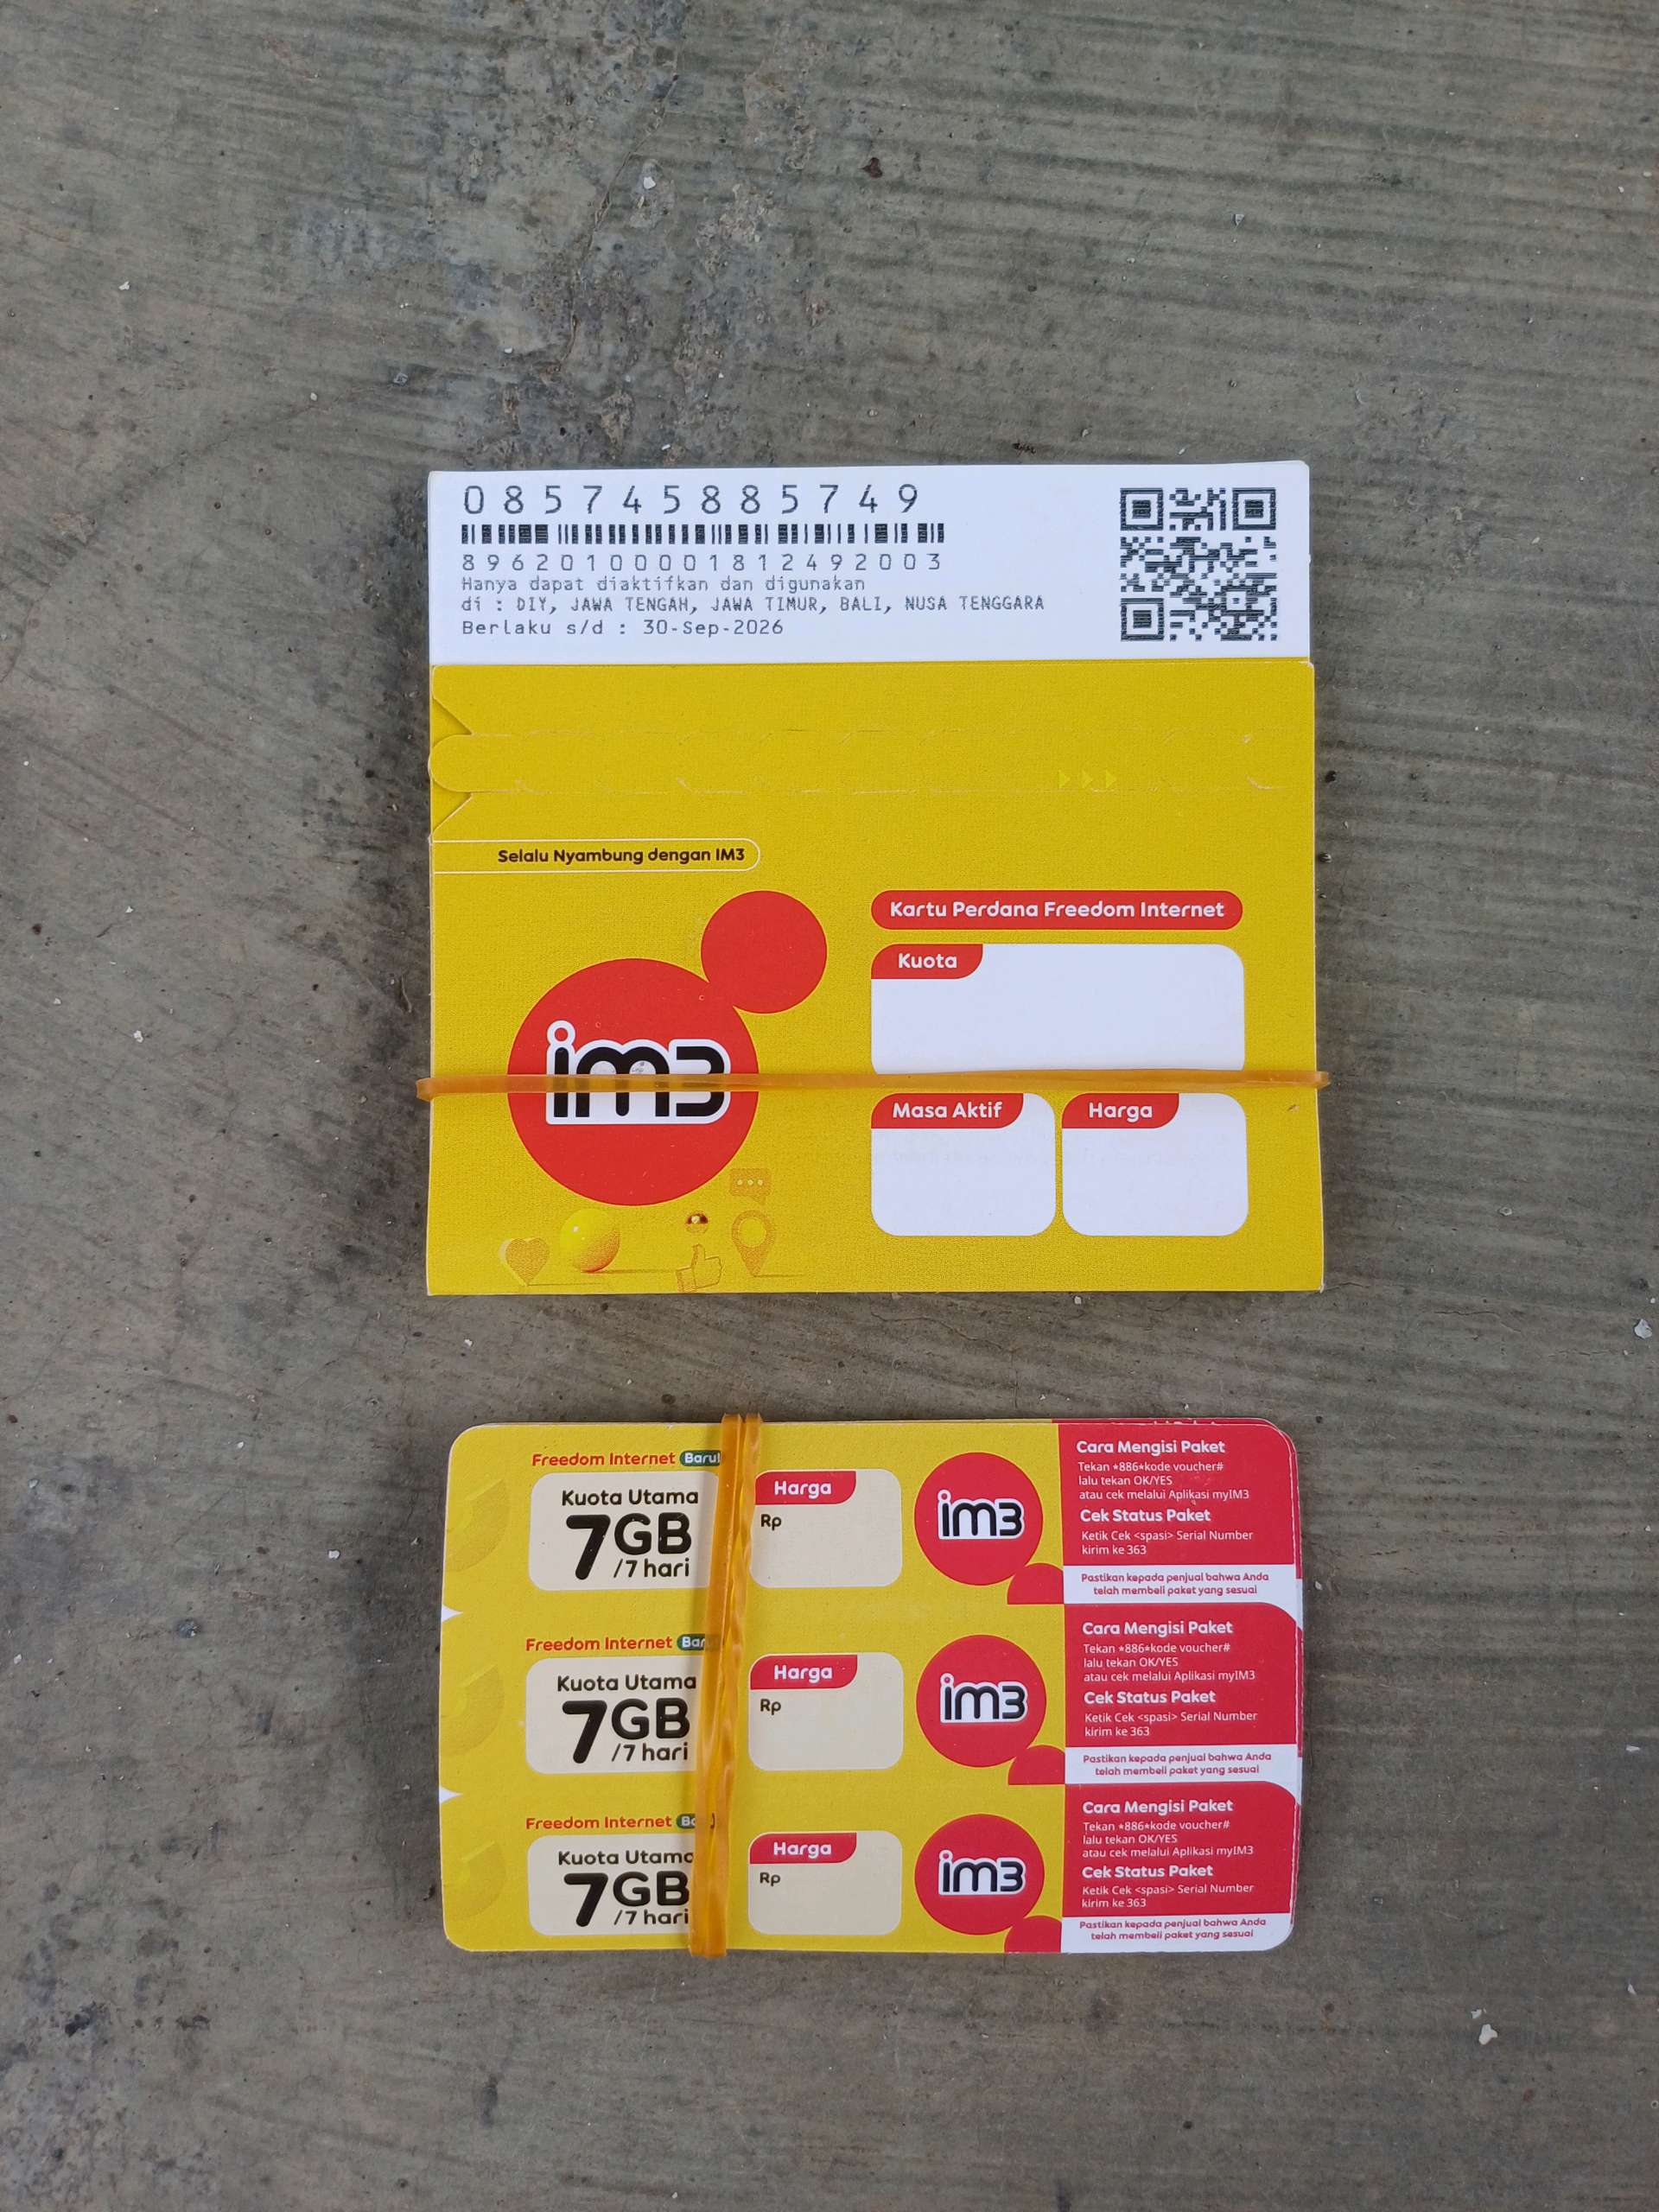 085745885749
89620100001812492003
Hanya dapat diaktifkan dan digunakan
di : DIY, JAWA TENGAH, JAWA TIMUR, BALI, NUSA TENGGARA
Berlaku s/d : 30-Sep-2026
Selalu Nyambung dengan IM3
Kartu Perdana Freedom Internet
Kuota
im3
Masa Aktif
Harga
Freedom Internet Baru!
Kuota Utama
7GB
/7 hari
Harga
Rp
im3
Cara Mengisi Paket
Tekan *886*kode voucher#
lalu tekan OK/YES
atau cek melalui Aplikasi myIM3
Cek Status Paket
Ketik Cek <spasi> Serial Number
kirim ke 363
Pastikan kepada penjual bahwa Anda
telah membeli paket yang sesuai
Freedom Internet
Kuota Utama
7GB
/7 hari
Harga
Rp
im3
Cara Mengisi Paket
Tekan *886*kode voucher#
lalu tekan OK/YES
atau cek melalui Aplikasi myIM3
Cek Status Paket
Ketik Cek <spasi> Serial Number
kirim ke 363
Pastikan kepada penjual bahwa Anda
telah membeli paket yang sesuai
Freedom Internet
Kuota Utama
7GB
/7 hari
Harga
Rp
im3
Cara Mengisi Paket
Tekan *886*kode voucher#
lalu tekan OK/YES
atau cek melalui Aplikasi myIM3
Cek Status Paket
Ketik Cek <spasi> Serial Number
kirim ke 363
Pastikan kepada penjual bahwa Anda
telah membeli paket yang sesuai